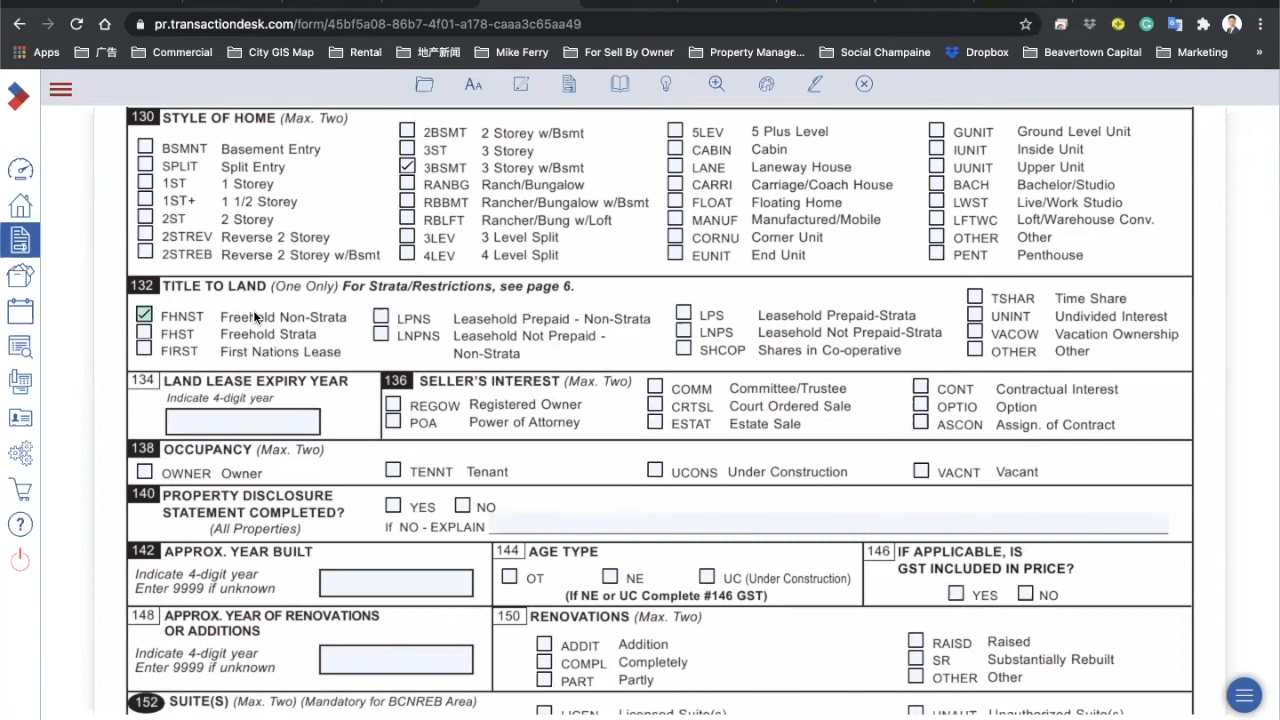 pr.transactiondesk.com/form/45bf5a08-86b7-4f01-a178-caaa3c65aa49
Apps 广告 Commercial City GIS Map Rental 地产新闻 Mike Ferry For Sell By Owner Property Manage... Social Champaine Dropbox Beavertown Capital Marketing »
130 STYLE OF HOME (Max. Two)
BSMNT Basement Entry
SPLIT Split Entry
1ST 1 Storey
1ST+ 1 1/2 Storey
2ST 2 Storey
2STREV Reverse 2 Storey
2STREB Reverse 2 Storey w/Bsmt
2BSMT 2 Storey w/Bsmt
3ST 3 Storey
3BSMT 3 Storey w/Bsmt
RANBG Ranch/Bungalow
RBBMT Rancher/Bungalow w/Bsmt
RBLFT Rancher/Bung w/Loft
3LEV 3 Level Split
4LEV 4 Level Split
5LEV 5 Plus Level
CABIN Cabin
LANE Laneway House
CARRI Carriage/Coach House
FLOAT Floating Home
MANUF Manufactured/Mobile
CORNU Corner Unit
EUNIT End Unit
GUNIT Ground Level Unit
IUNIT Inside Unit
UUNIT Upper Unit
BACH Bachelor/Studio
LWST Live/Work Studio
LFTWC Loft/Warehouse Conv.
OTHER Other
PENT Penthouse
132 TITLE TO LAND (One Only) For Strata/Restrictions, see page 6.
FHNST Freehold Non-Strata
FHST Freehold Strata
FIRST First Nations Lease
LPNS Leasehold Prepaid - Non-Strata
LNPNS Leasehold Not Prepaid -
Non-Strata
LPS Leasehold Prepaid-Strata
LNPS Leasehold Not Prepaid-Strata
SHCOP Shares in Co-operative
TSHAR Time Share
UNINT Undivided Interest
VACOW Vacation Ownership
OTHER Other
134 LAND LEASE EXPIRY YEAR
Indicate 4-digit year
136 SELLER'S INTEREST (Max. Two)
REGOW Registered Owner
POA Power of Attorney
COMM Committee/Trustee
CRTSL Court Ordered Sale
ESTAT Estate Sale
CONT Contractual Interest
OPTIO Option
ASCON Assign. of Contract
138 OCCUPANCY (Max. Two)
OWNER Owner TENNT Tenant UCONS Under Construction VACNT Vacant
140 PROPERTY DISCLOSURE
STATEMENT COMPLETED?
(All Properties)
YES NO
If NO - EXPLAIN
142 APPROX. YEAR BUILT
Indicate 4-digit year
Enter 9999 if unknown
144 AGE TYPE
OT NE UC (Under Construction)
(If NE or UC Complete #146 GST)
146 IF APPLICABLE, IS
GST INCLUDED IN PRICE?
YES NO
148 APPROX. YEAR OF RENOVATIONS
OR ADDITIONS
Indicate 4-digit year
Enter 9999 if unknown
150 RENOVATIONS (Max. Two)
ADDIT Addition
COMPL Completely
PART Partly
RAISD Raised
SR Substantially Rebuilt
OTHER Other
152 SUITE(S) (Max. Two) (Mandatory for BCNREB Area)
LICEN Licensed Suite(s) UNAUT Unauthorized Suite(s)